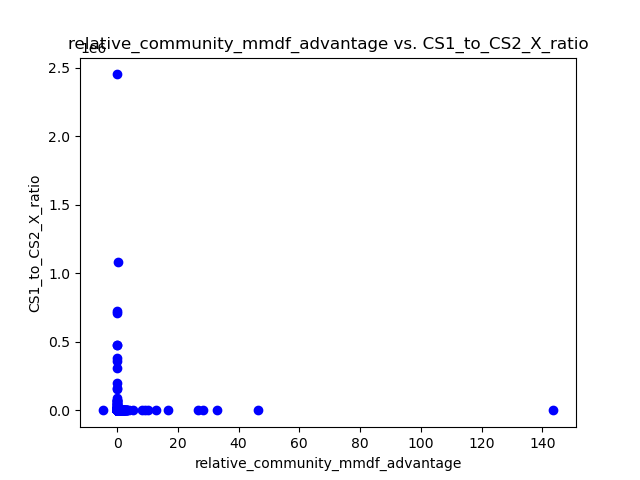 relative_community_mmdf_advantage vs. CS1_to_CS2_X_ratio
1e6
2.5
2.0
1.5
1.0
0.5
0.0
CS1_to_CS2_X_ratio
0 20 40 60 80 100 120 140
relative_community_mmdf_advantage